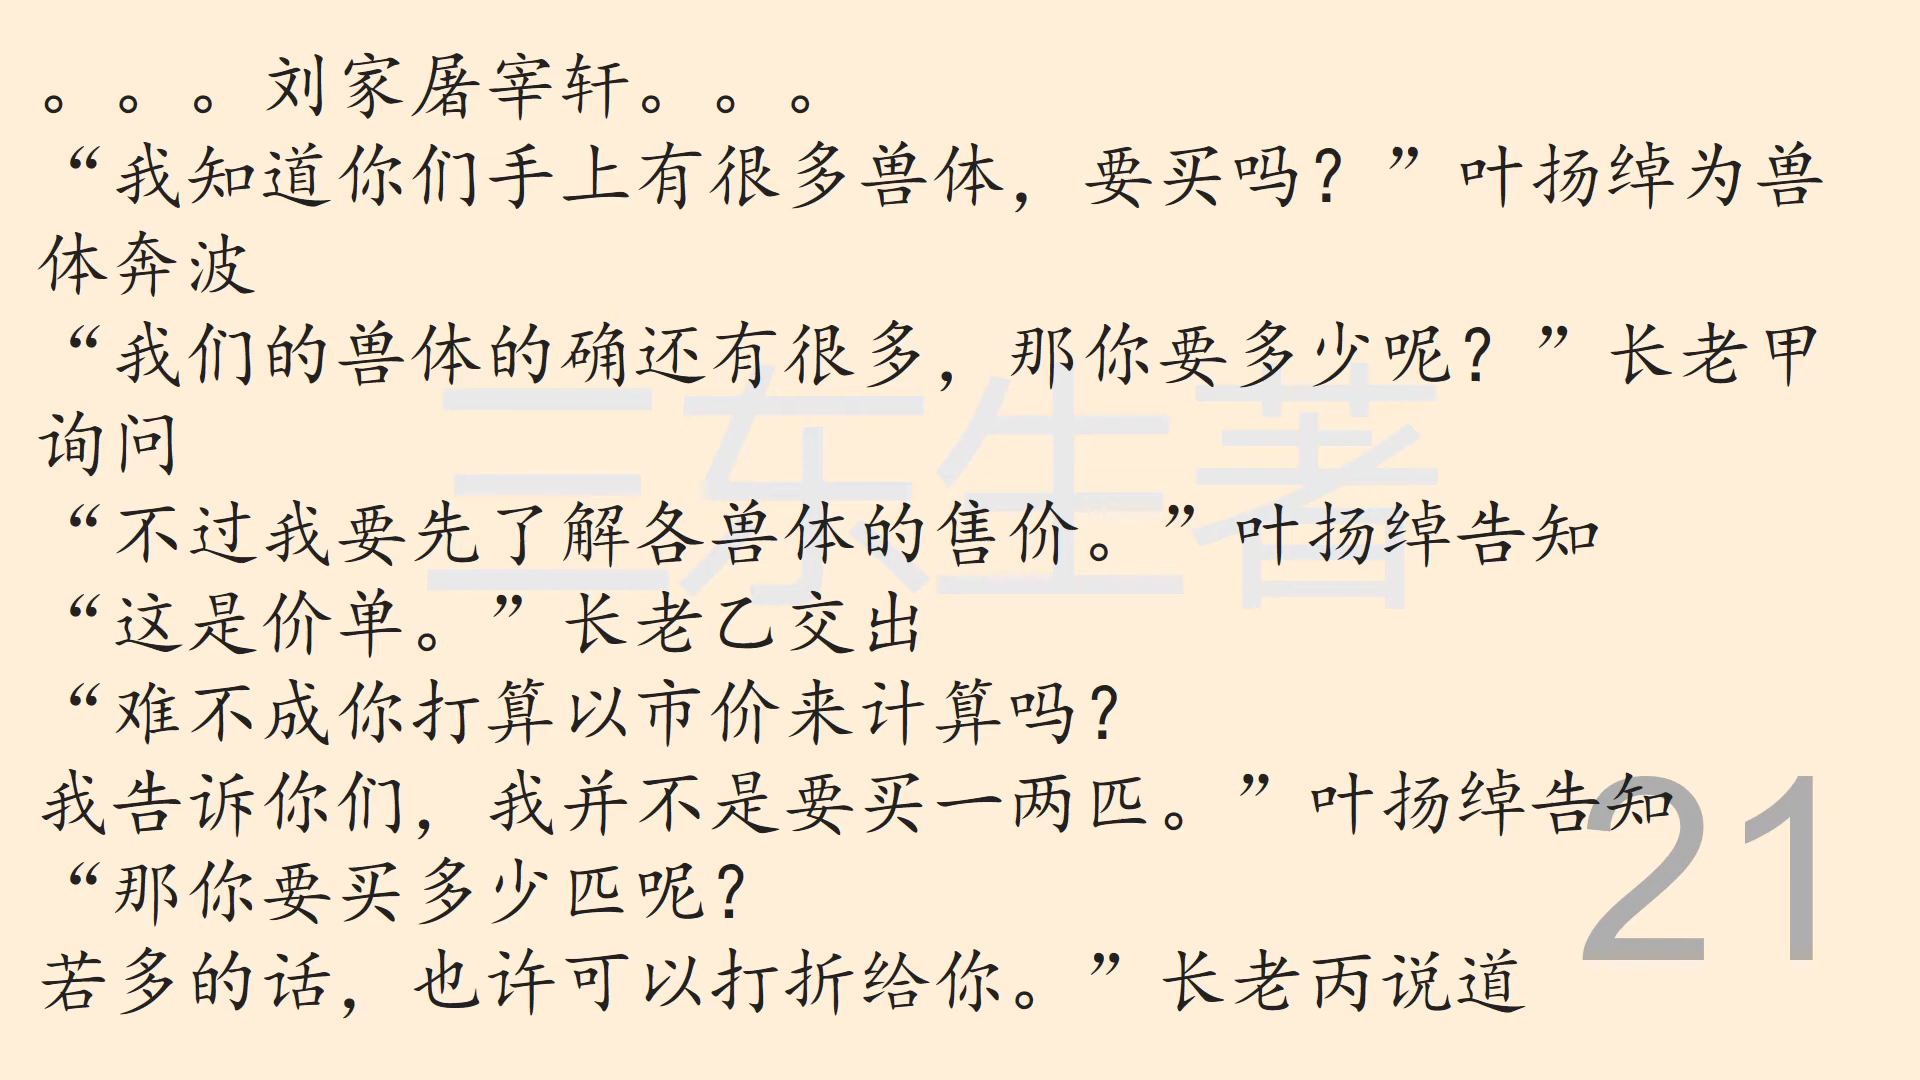 。。。刘家屠宰轩。。。
“我知道你们手上有很多兽体，要买吗？”叶扬绰为兽
体奔波
“我们的兽体的确还有很多，那你要多少呢？”长老甲
询问
“不过我要先了解各兽体的售价。”叶扬绰告知
“这是价单。”长老乙交出
“难不成你打算以市价来计算吗？
我告诉你们，我并不是要买一两匹。”叶扬绰告知
“那你要买多少匹呢？
若多的话，也许可以打折给你。”长老丙说道
三东生著
21